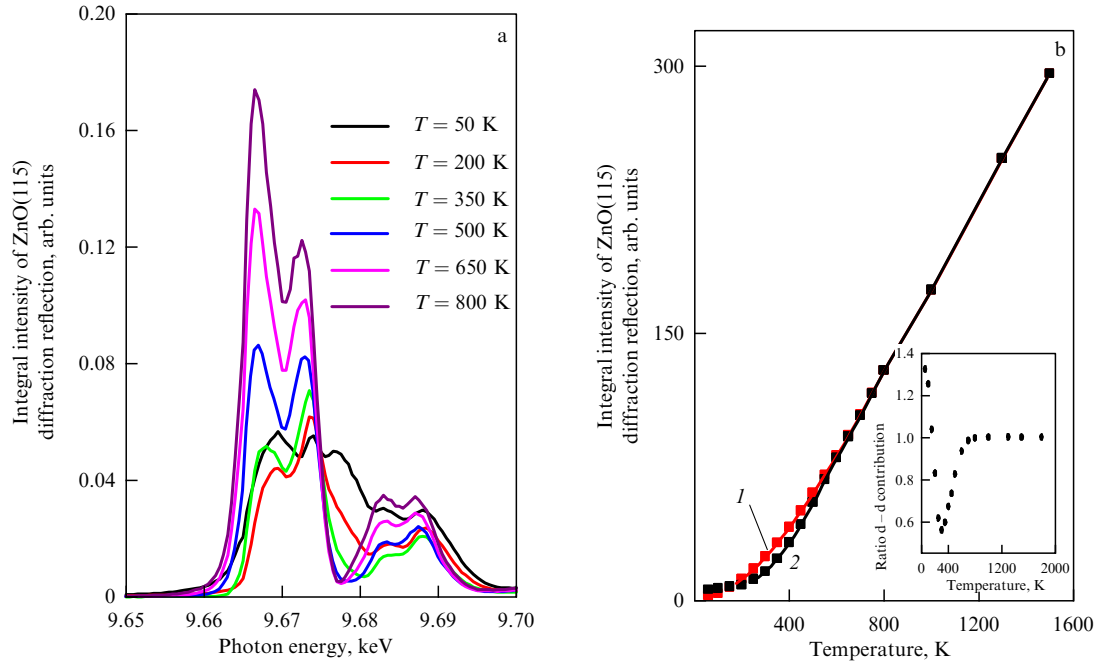 a
Integral intensity of ZnO(115)
diffraction reflection, arb. units
0.20
0.16
0.12
0.08
0.04
0
T = 50 K
T = 200 K
T = 350 K
T = 500 K
T = 650 K
T = 800 K
9.65 9.66 9.67 9.68 9.69 9.70
Photon energy, keV
b
Integral intensity of ZnO(115)
diffraction reflection, arb. units
300
150
0
1
2
Ratio d – d contribution
1.4
1.2
1.0
0.8
0.6
0 400 1200 2000
Temperature, K
400 800 1200 1600
Temperature, K